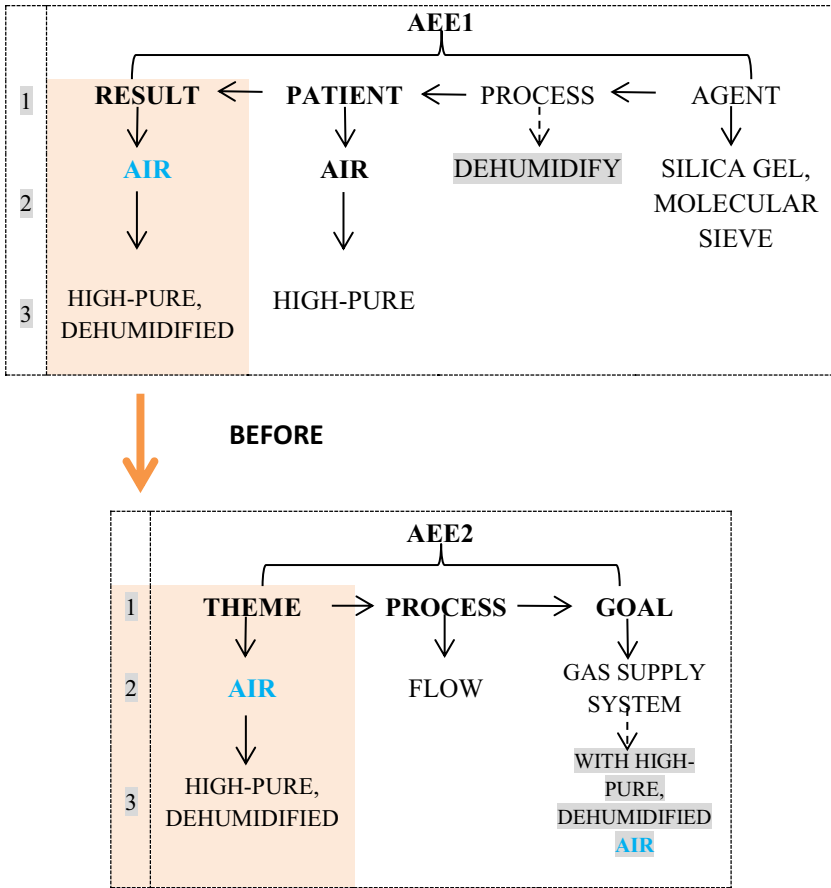 AEE1
1 RESULT PATIENT PROCESS AGENT
AIR AIR DEHUMIDIFY SILICA GEL,
2 MOLECULAR
SIEVE
3 HIGH-PURE, HIGH-PURE
DEHUMIDIFIED
BEFORE
AEE2
1 THEME PROCESS GOAL
2 AIR FLOW GAS SUPPLY
SYSTEM
3 HIGH-PURE, WITH HIGH-
DEHUMIDIFIED PURE,
DEHUMIDIFIED
AIR